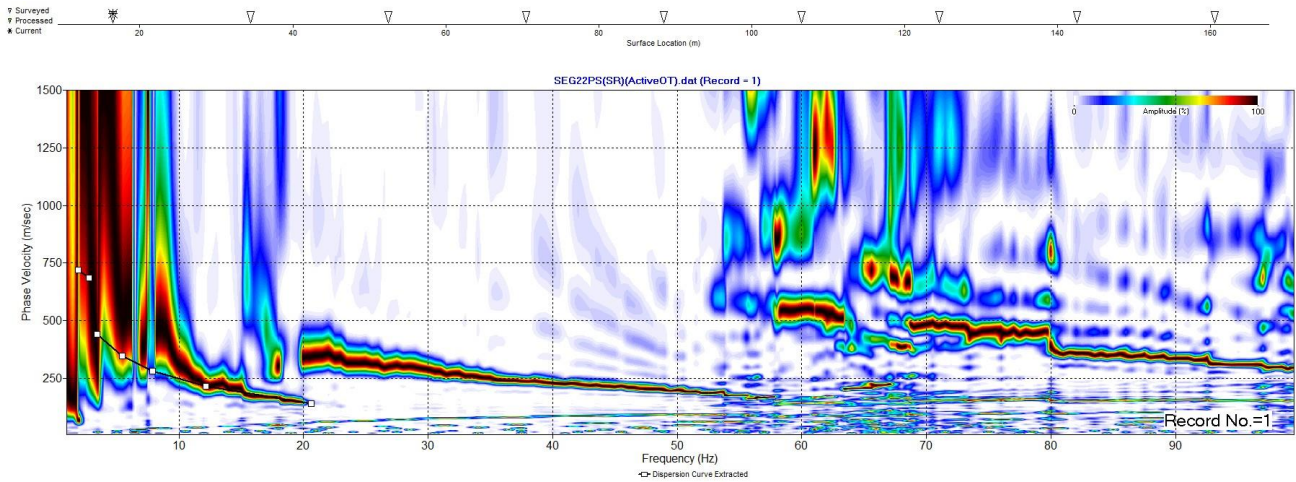 ▽ Surveyed
▽ Processed
✳ Current
20 40 60 80 100 120 140 160
Surface Location (m)
SEG22PS(SR)(ActiveOT).dat (Record = 1)
1500
1250
1000
750
500
250
Phase Velocity (m/sec)
0 Amplitude (%) 100
Record No.=1
10 20 30 40 50 60 70 80 90
Frequency (Hz)
Dispersion Curve Extracted